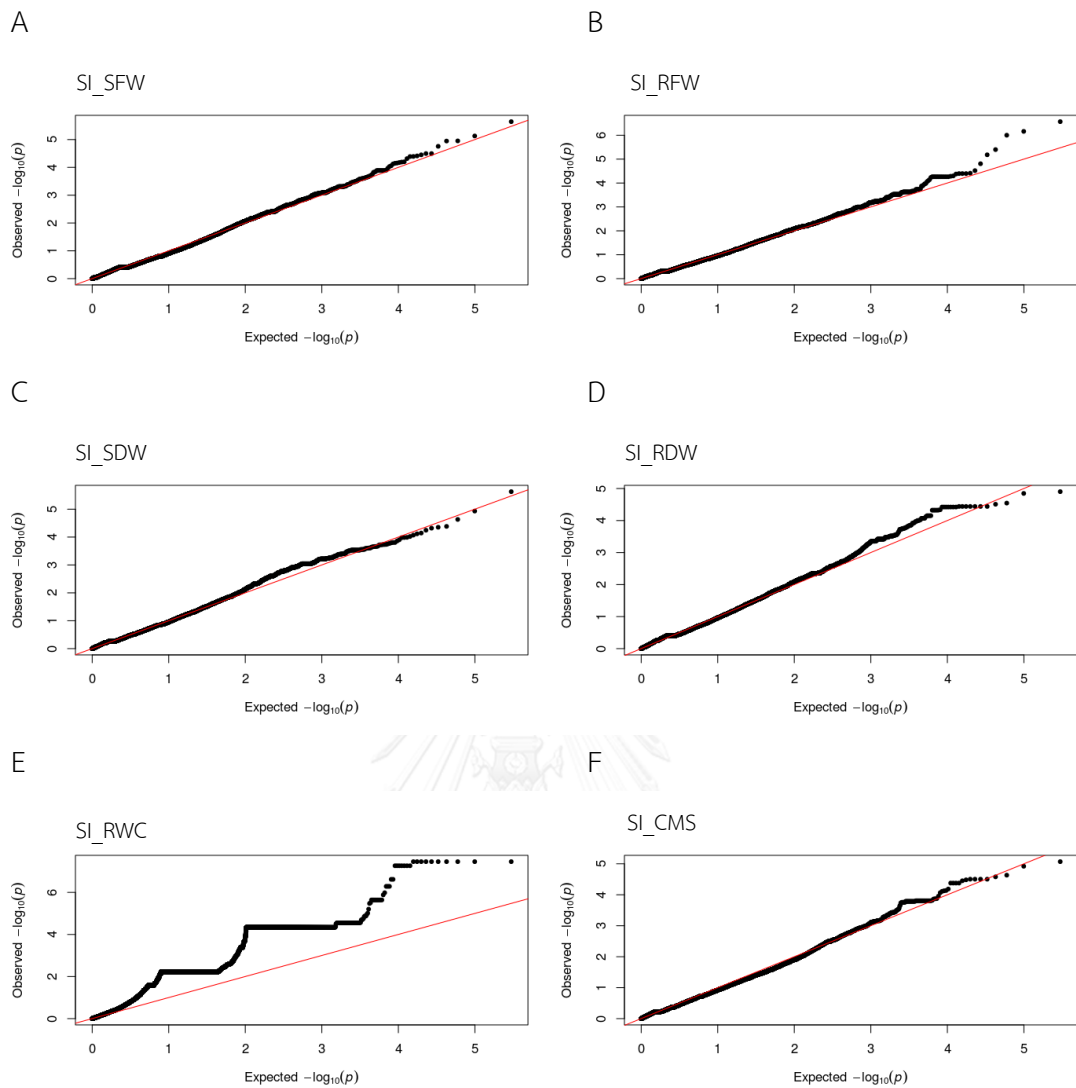 A
B
SI_SFW
SI_RFW
5
4
3
2
1
0
Observed −log10(p)
0 1 2 3 4 5
Expected −log10(p)
6
5
4
3
2
1
0
Observed −log10(p)
0 1 2 3 4 5
Expected −log10(p)
C
D
SI_SDW
SI_RDW
5
4
3
2
1
0
Observed −log10(p)
0 1 2 3 4 5
Expected −log10(p)
5
4
3
2
1
0
Observed −log10(p)
0 1 2 3 4 5
Expected −log10(p)
E
F
SI_RWC
SI_CMS
6
4
2
0
Observed −log10(p)
0 1 2 3 4 5
Expected −log10(p)
5
4
3
2
1
0
Observed −log10(p)
0 1 2 3 4 5
Expected −log10(p)